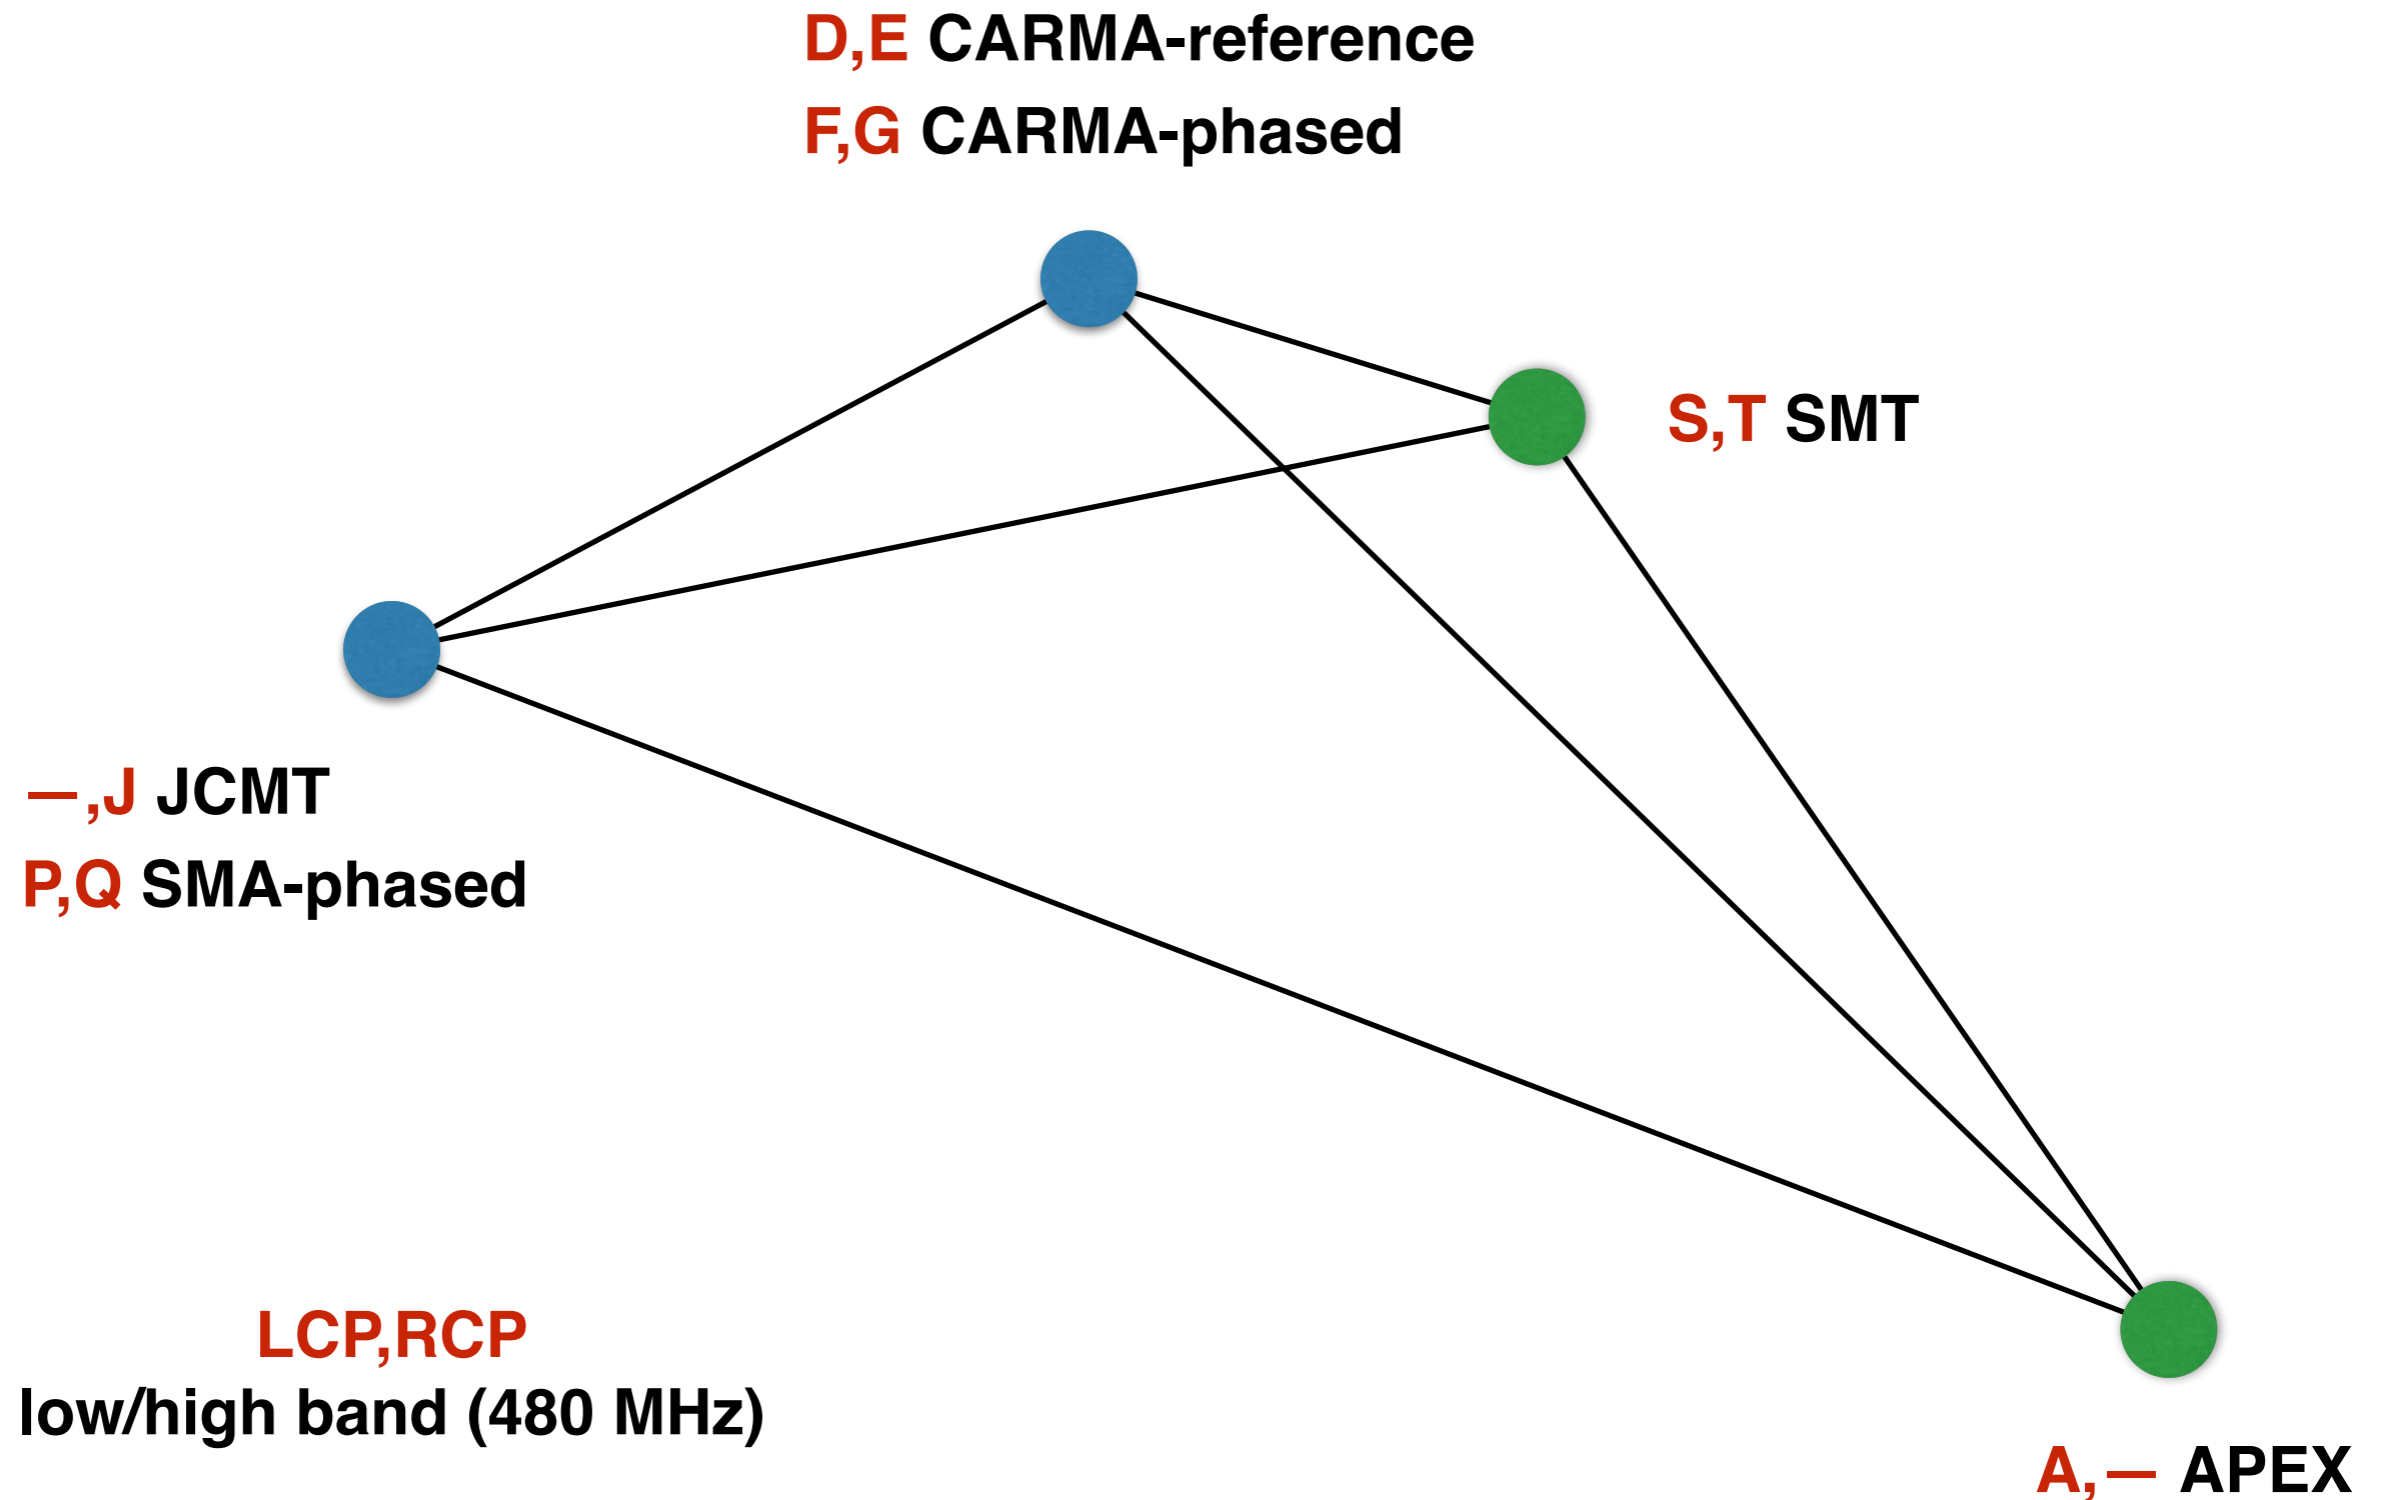 D,E CARMA-reference
F,G CARMA-phased
S,T SMT
—,J JCMT
P,Q SMA-phased
LCP,RCP
low/high band (480 MHz)
A,— APEX